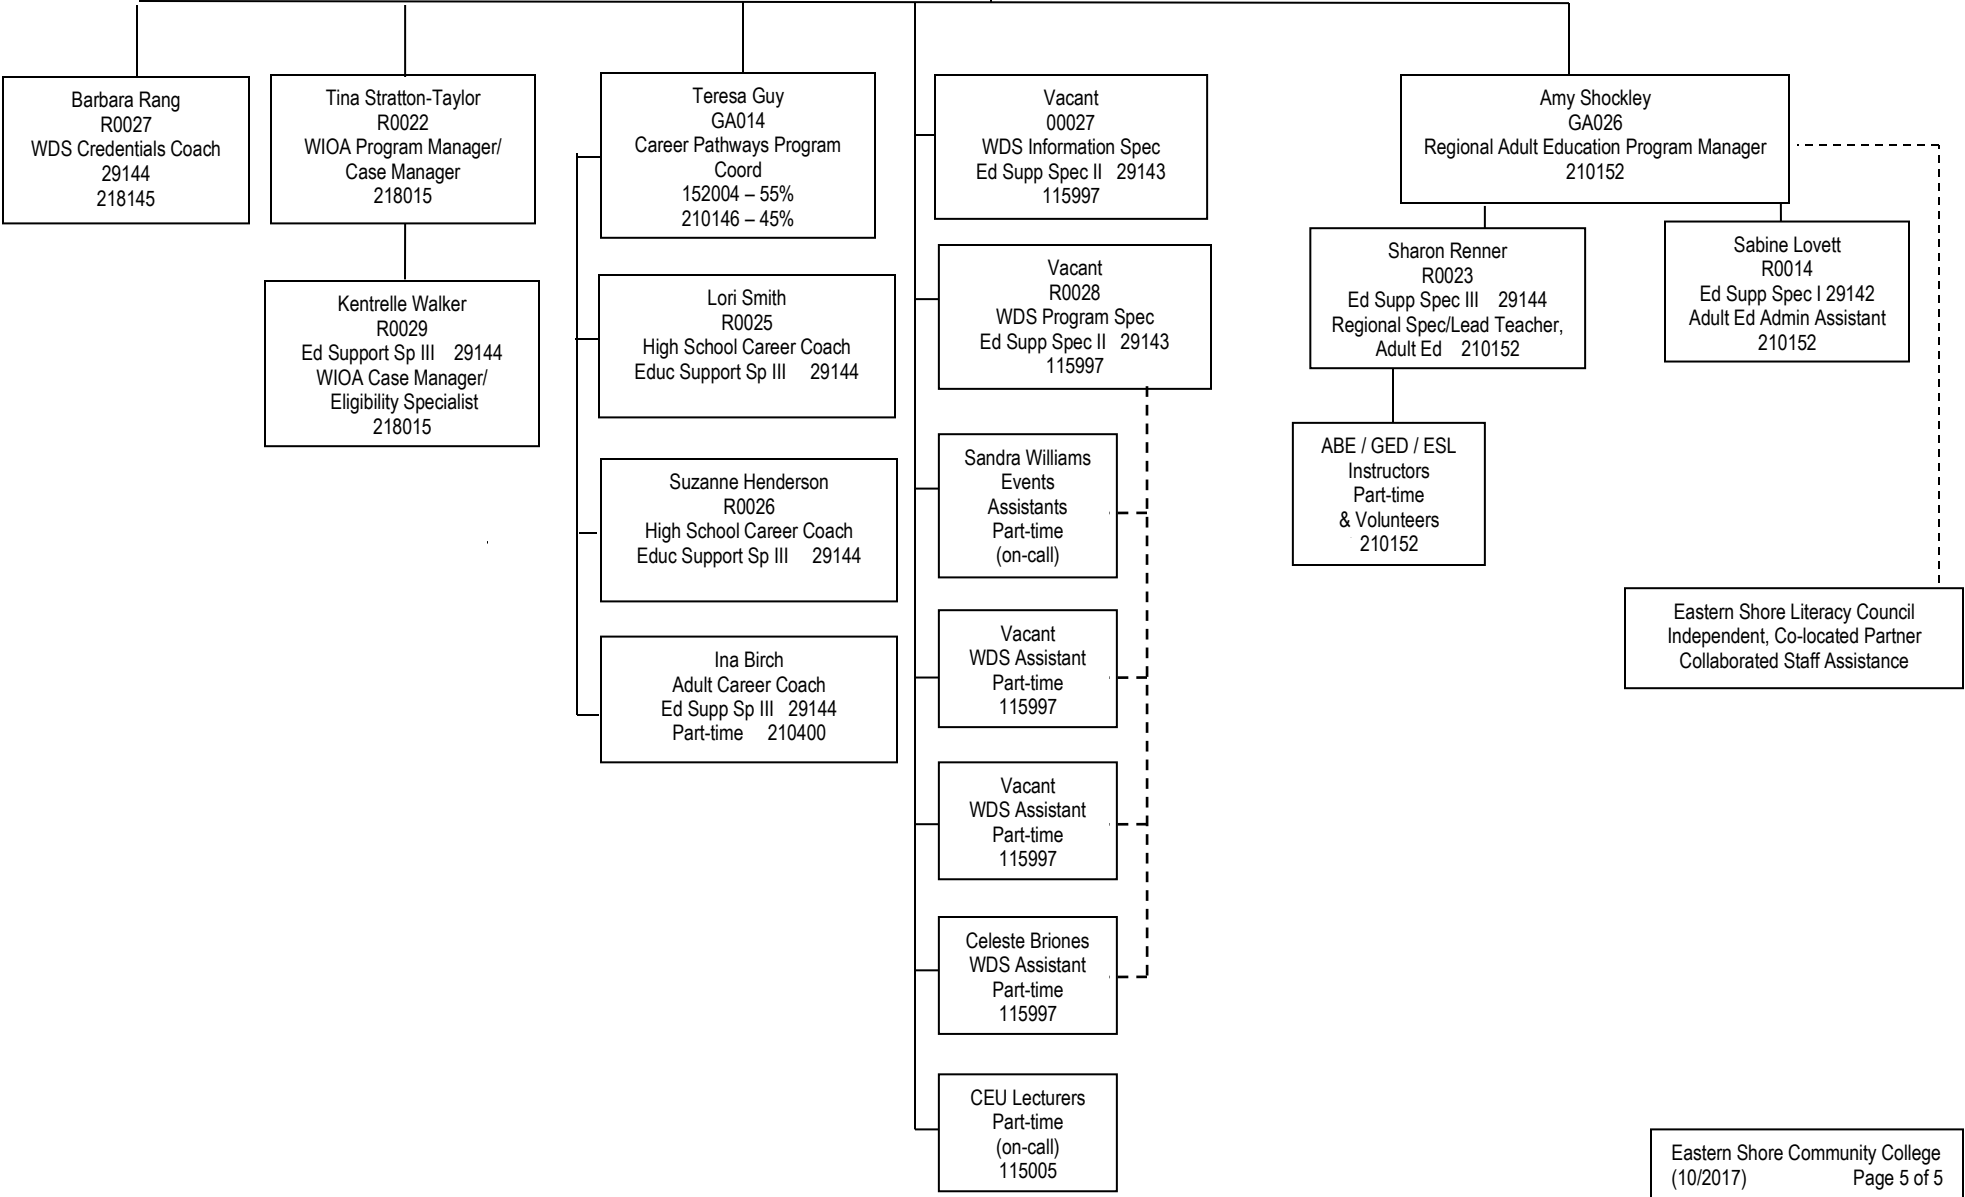 Barbara Rang
R0027
WDS Credentials Coach
29144
218145
Tina Stratton-Taylor
R0022
WIOA Program Manager/
Case Manager
218015
Kentrelle Walker
R0029
Ed Support Sp III 29144
WIOA Case Manager/
Eligibility Specialist
218015
Teresa Guy
GA014
Career Pathways Program
Coord
152004 – 55%
210146 – 45%
Lori Smith
R0025
High School Career Coach
Educ Support Sp III 29144
Suzanne Henderson
R0026
High School Career Coach
Educ Support Sp III 29144
Ina Birch
Adult Career Coach
Ed Supp Sp III 29144
Part-time 210400
Vacant
00027
WDS Information Spec
Ed Supp Spec II 29143
115997
Vacant
R0028
WDS Program Spec
Ed Supp Spec II 29143
115997
Sandra Williams
Events
Assistants
Part-time
(on-call)
Vacant
WDS Assistant
Part-time
115997
Vacant
WDS Assistant
Part-time
115997
Celeste Briones
WDS Assistant
Part-time
115997
CEU Lecturers
Part-time
(on-call)
115005
Amy Shockley
GA026
Regional Adult Education Program Manager
210152
Sharon Renner
R0023
Ed Supp Spec III 29144
Regional Spec/Lead Teacher,
Adult Ed 210152
ABE / GED / ESL
Instructors
Part-time
& Volunteers
210152
Sabine Lovett
R0014
Ed Supp Spec I 29142
Adult Ed Admin Assistant
210152
Eastern Shore Literacy Council
Independent, Co-located Partner
Collaborated Staff Assistance
Eastern Shore Community College
(10/2017) Page 5 of 5